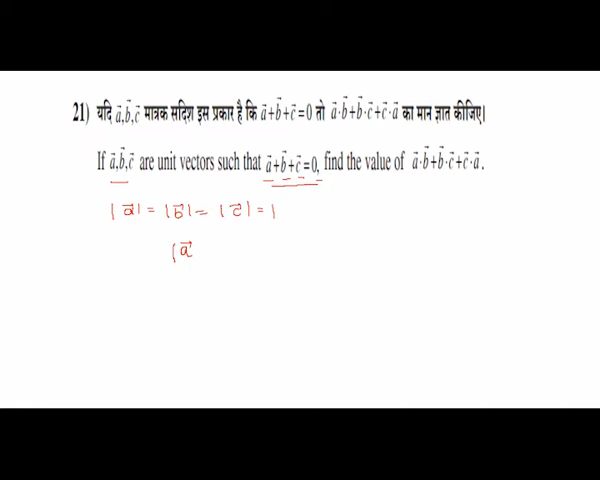 21) यदि a⃗,b⃗,c⃗ मात्रक सदिश इस प्रकार है कि a⃗+b⃗+c⃗=0 तो a⃗·b⃗+b⃗·c⃗+c⃗·a⃗ का मान ज्ञात कीजिए।
If a⃗,b⃗,c⃗ are unit vectors such that a⃗+b⃗+c⃗=0, find the value of a⃗·b⃗+b⃗·c⃗+c⃗·a⃗.
|a⃗| = |b⃗| = |c⃗| = 1
|a⃗